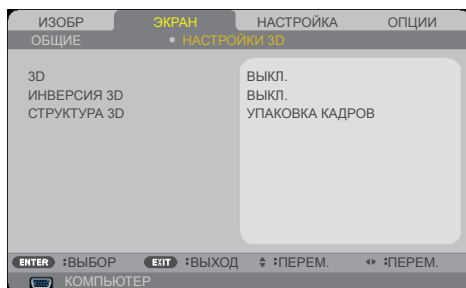 ИЗОБР ЭКРАН НАСТРОЙКА ОПЦИИ
ОБЩИЕ • НАСТРОЙКИ 3D
3D ВЫКЛ.
ИНВЕРСИЯ 3D ВЫКЛ.
СТРУКТУРА 3D УПАКОВКА КАДРОВ
ENTER :ВЫБОР EXIT :ВЫХОД :ПЕРЕМ. :ПЕРЕМ.
КОМПЬЮТЕР